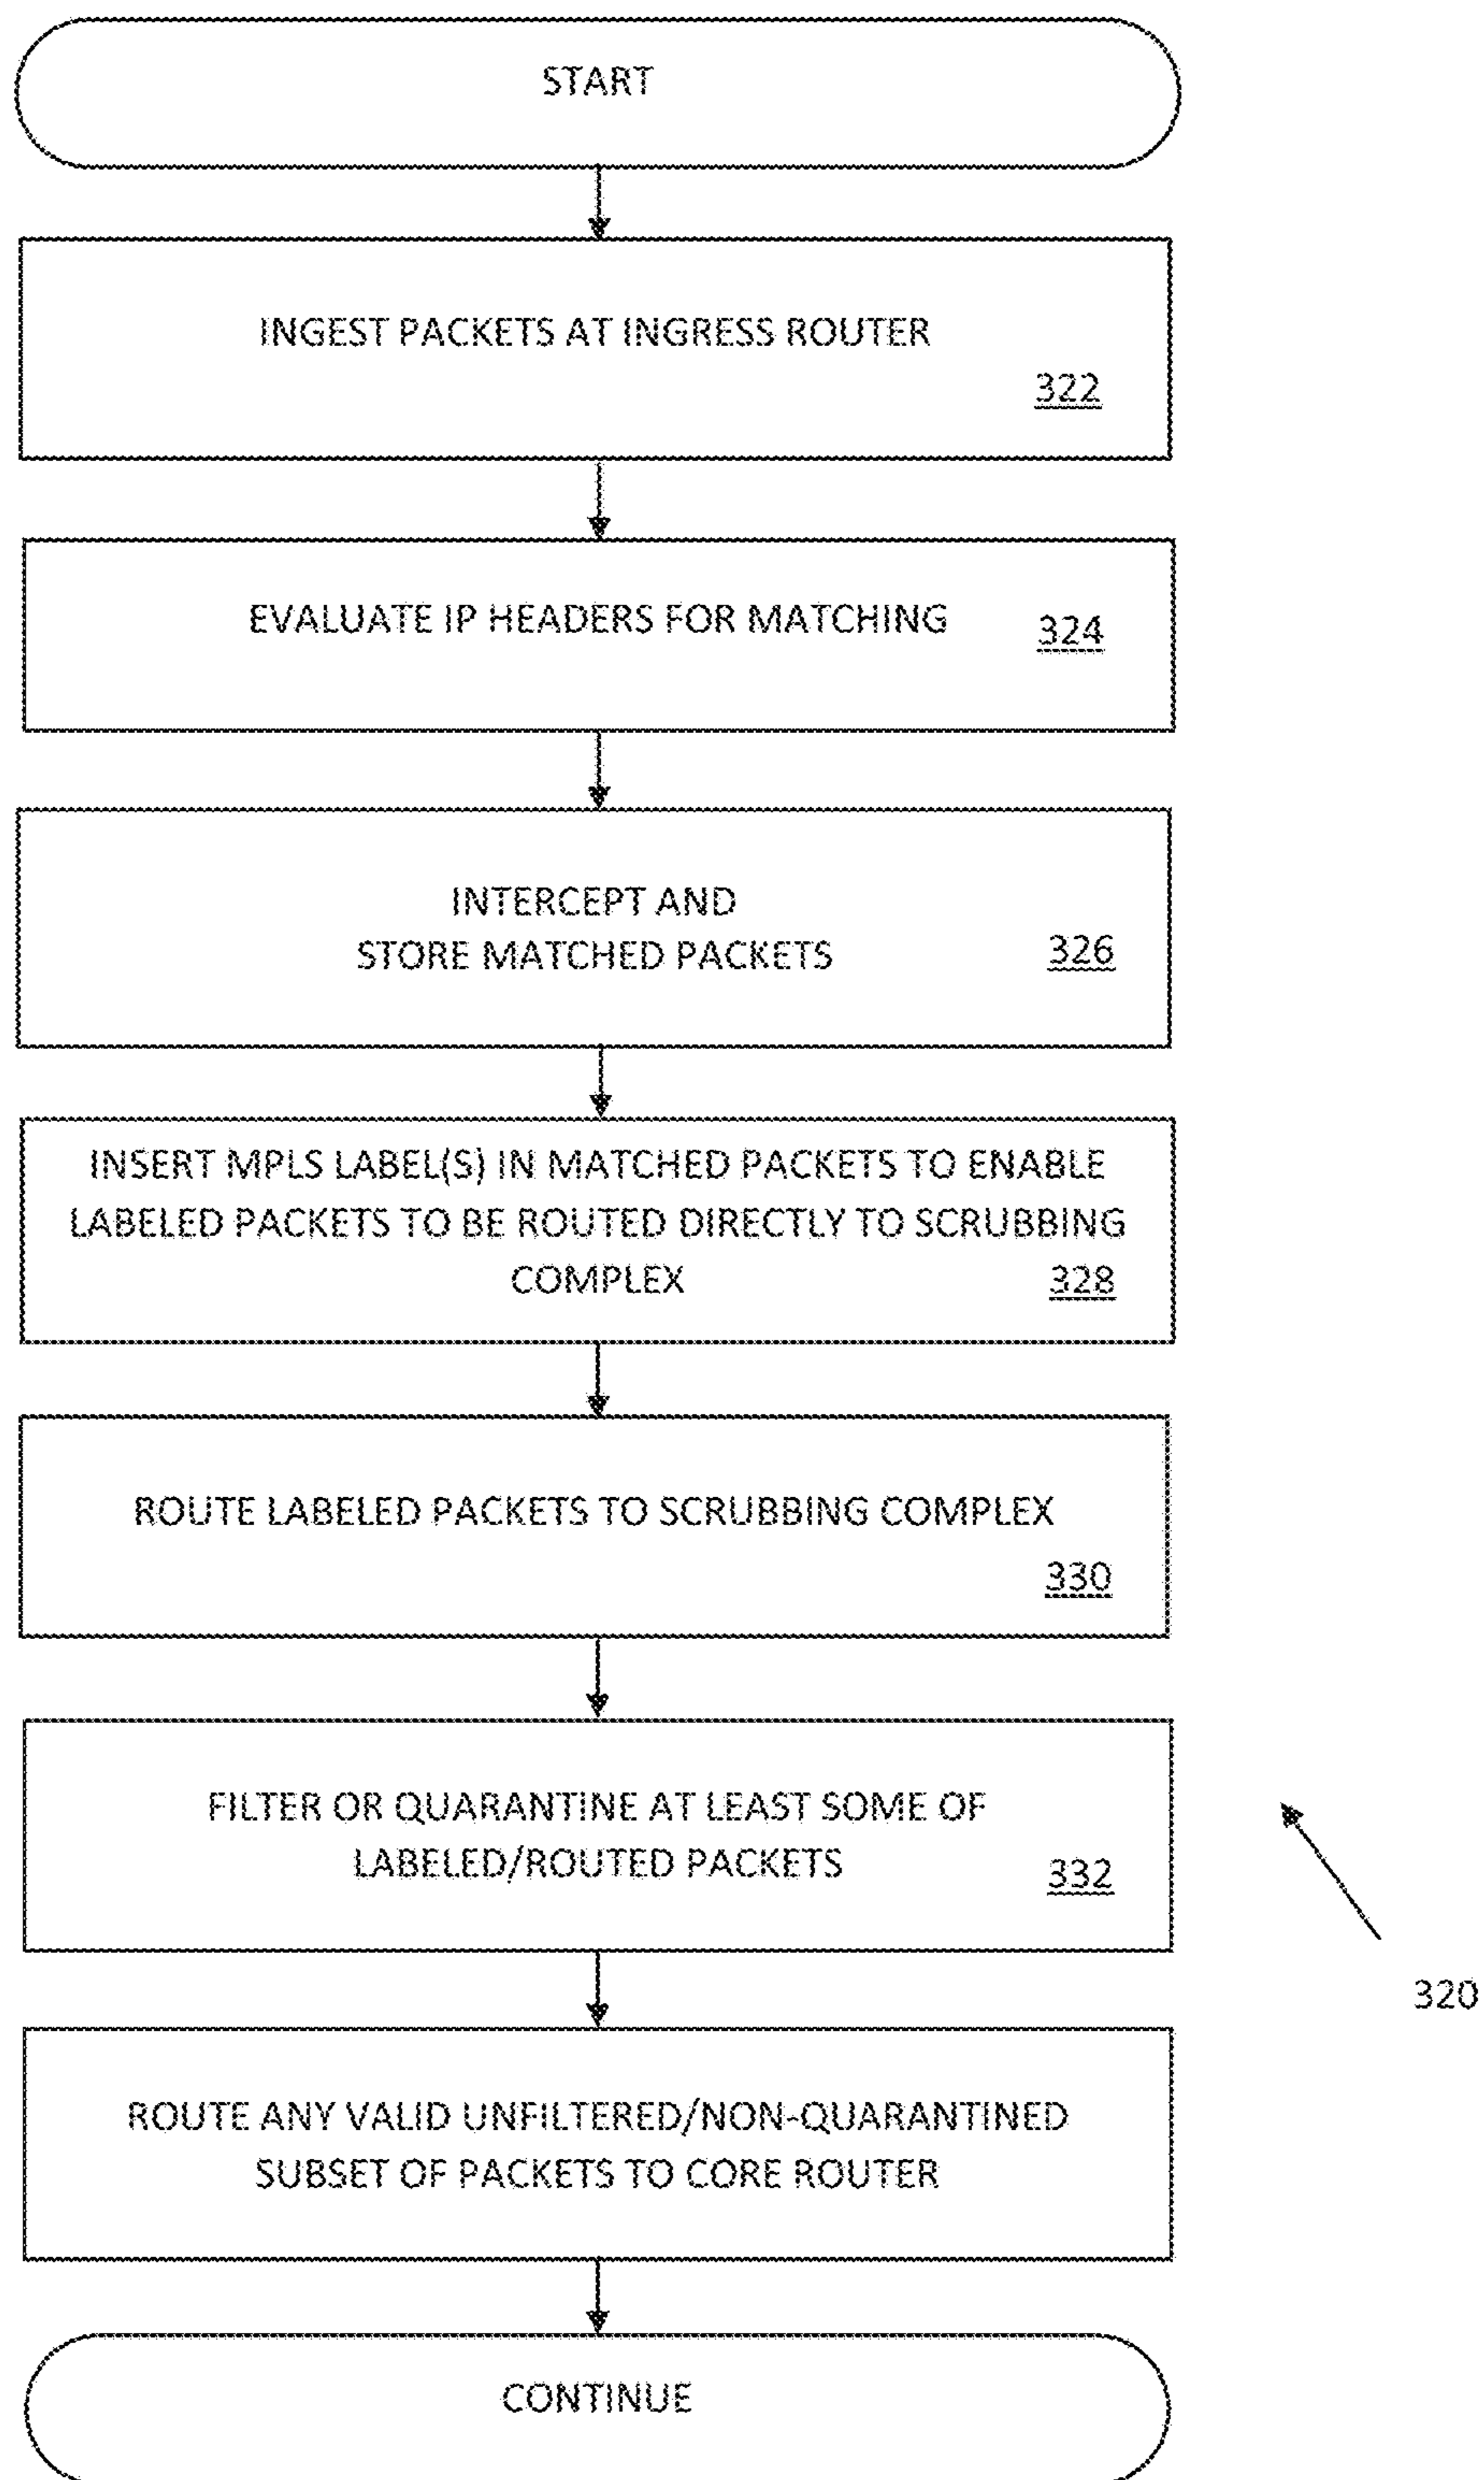 START
INGEST PACKETS AT INGRESS ROUTER
322
EVALUATE IP HEADERS FOR MATCHING
324
INTERCEPT AND
STORE MATCHED PACKETS
326
INSERT MPLS LABEL(S) IN MATCHED PACKETS TO ENABLE
LABELED PACKETS TO BE ROUTED DIRECTLY TO SCRUBBING
COMPLEX
328
ROUTE LABELED PACKETS TO SCRUBBING COMPLEX
330
FILTER OR QUARANTINE AT LEAST SOME OF
LABELED/ROUTED PACKETS
332
320
ROUTE ANY VALID UNFILTERED/NON-QUARANTINED
SUBSET OF PACKETS TO CORE ROUTER
CONTINUE